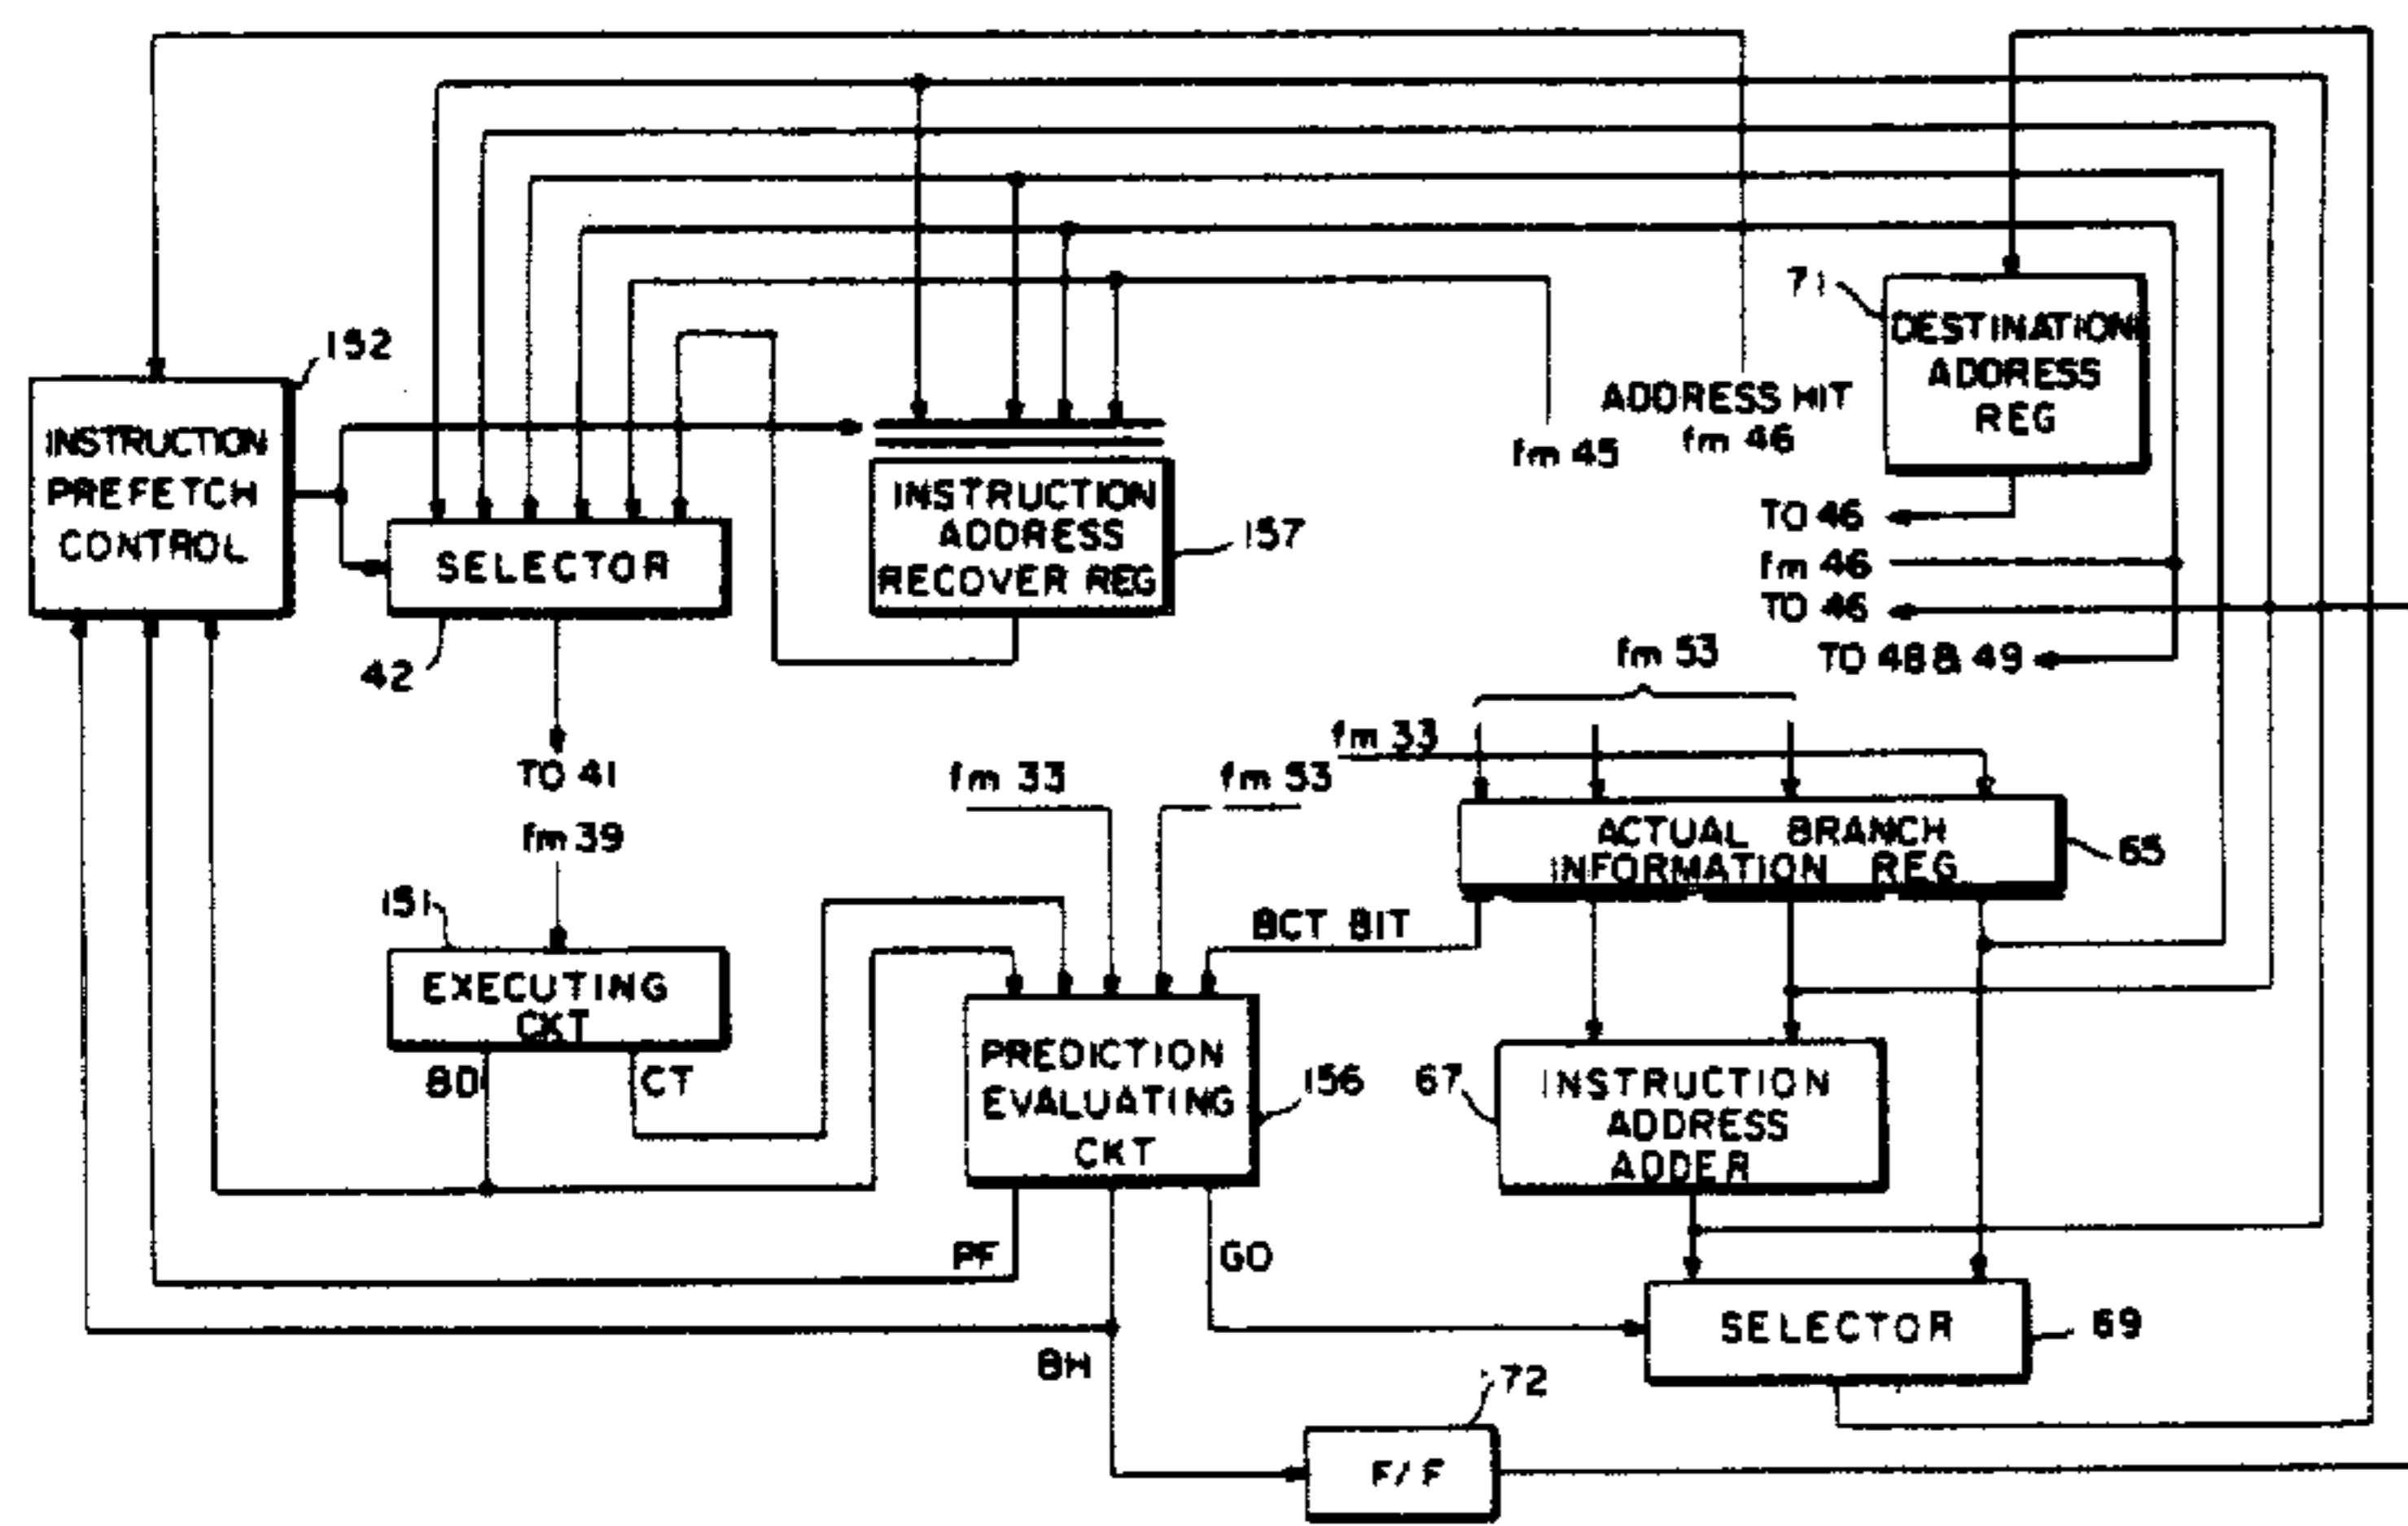 152
INSTRUCTION
PREFETCH
CONTROL
SELECTOR
42
TO 41
INSTRUCTION
ADDRESS
RECOVER REG
157
fm 45
ADDRESS HIT
fm 46
71
DESTINATION
ADDRESS
REG
TO 46
fm 46
TO 46
TO 48 & 49
fm 53
fm 33
fm 33
fm 53
fm 39
151
EXECUTING
CKT
BD
CT
ACTUAL BRANCH
INFORMATION REG
65
BCT BIT
PREDICTION
EVALUATING
CKT
156
67
INSTRUCTION
ADDRESS
ADDER
PF
GO
BH
SELECTOR
69
172
F/F